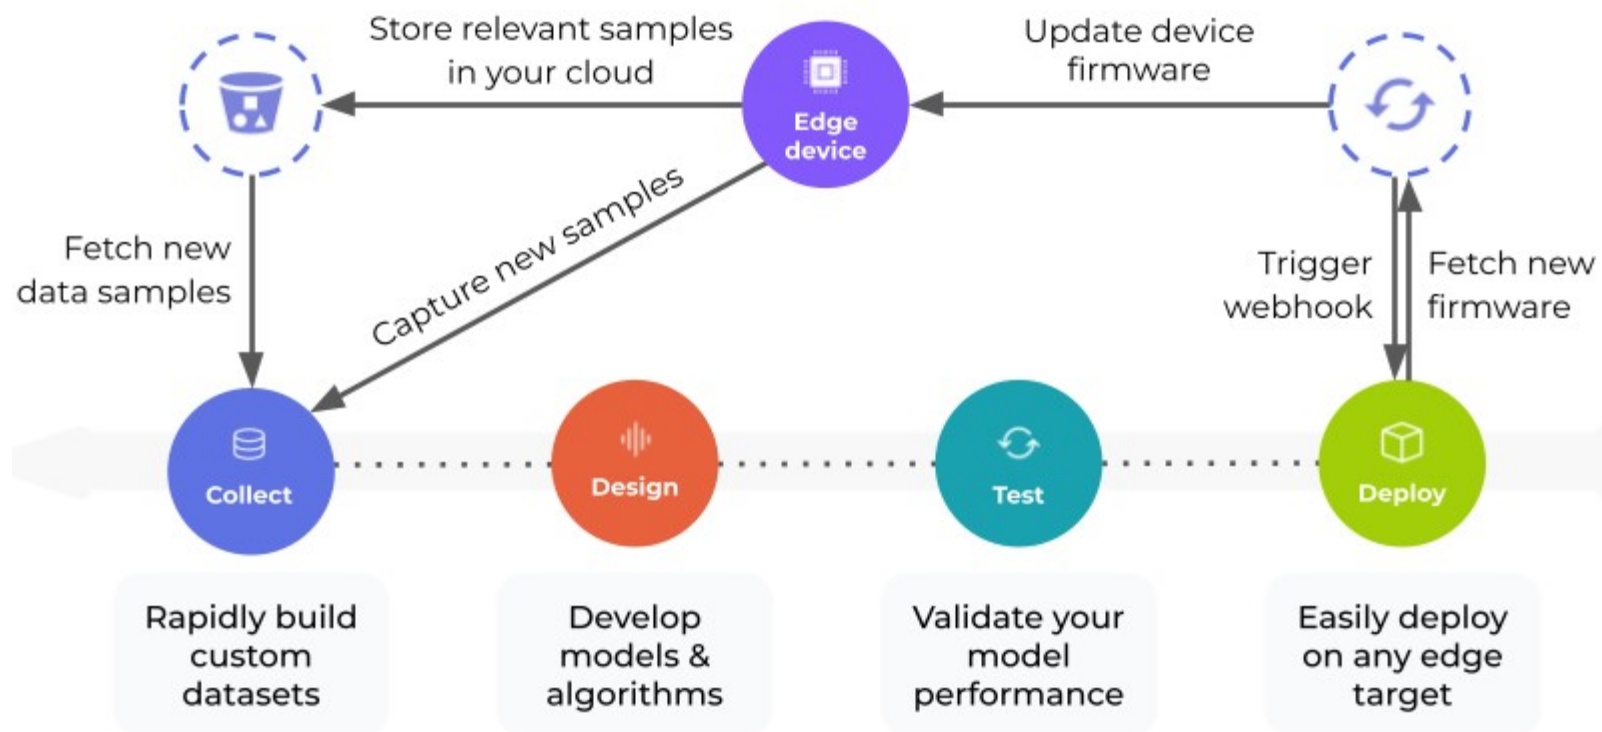 Store relevant samples
in your cloud
Update device
firmware
Edge
device
Capture new samples
Fetch new
data samples
Trigger
webhook
Fetch new
firmware
Collect
Design
Test
Deploy
Rapidly build
custom
datasets
Develop
models &
algorithms
Validate your
model
performance
Easily deploy
on any edge
target